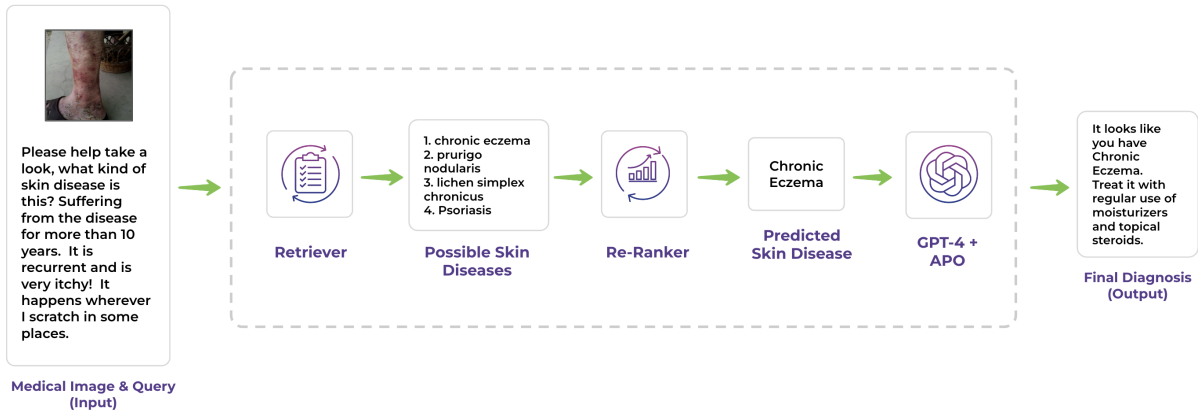 Please help take a
look, what kind of
skin disease is
this? Suffering
from the disease
for more than 10
years. It is
recurrent and is
very itchy! It
happens wherever
I scratch in some
places.
Medical Image & Query
(Input)
Retriever
1. chronic eczema
2. prurigo
nodularis
3. lichen simplex
chronicus
4. Psoriasis
Possible Skin
Diseases
Re-Ranker
Chronic
Eczema
Predicted
Skin Disease
GPT-4 +
APO
It looks like
you have
Chronic
Eczema.
Treat it with
regular use of
moisturizers
and topical
steroids.
Final Diagnosis
(Output)